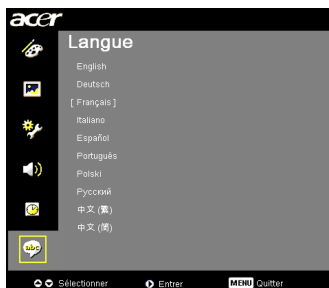 acer
Langue
English
Deutsch
[ Français ]
Italiano
Español
Português
Polski
Русский
中文 (繁)
中文 (简)
abc
Sélectionner Entrer MENU Quitter